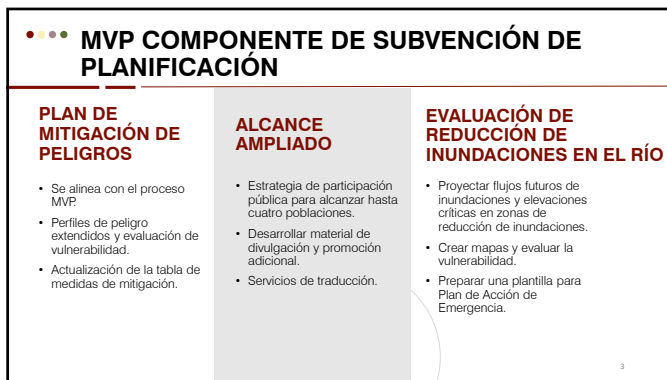 MVP COMPONENTE DE SUBVENCIÓN DE
PLANIFICACIÓN
PLAN DE
MITIGACIÓN DE
PELIGROS
• Se alinea con el proceso
MVP.
• Perfiles de peligro
extendidos y evaluación de
vulnerabilidad.
• Actualización de la tabla de
medidas de mitigación.
ALCANCE
AMPLIADO
• Estrategia de participación
pública para alcanzar hasta
cuatro poblaciones.
• Desarrollar material de
divulgación y promoción
adicional.
• Servicios de traducción.
EVALUACIÓN DE
REDUCCIÓN DE
INUNDACIONES EN EL RÍO
• Proyectar flujos futuros de
inundaciones y elevaciones
críticas en zonas de
reducción de inundaciones.
• Crear mapas y evaluar la
vulnerabilidad.
• Preparar una plantilla para
Plan de Acción de
Emergencia.
3